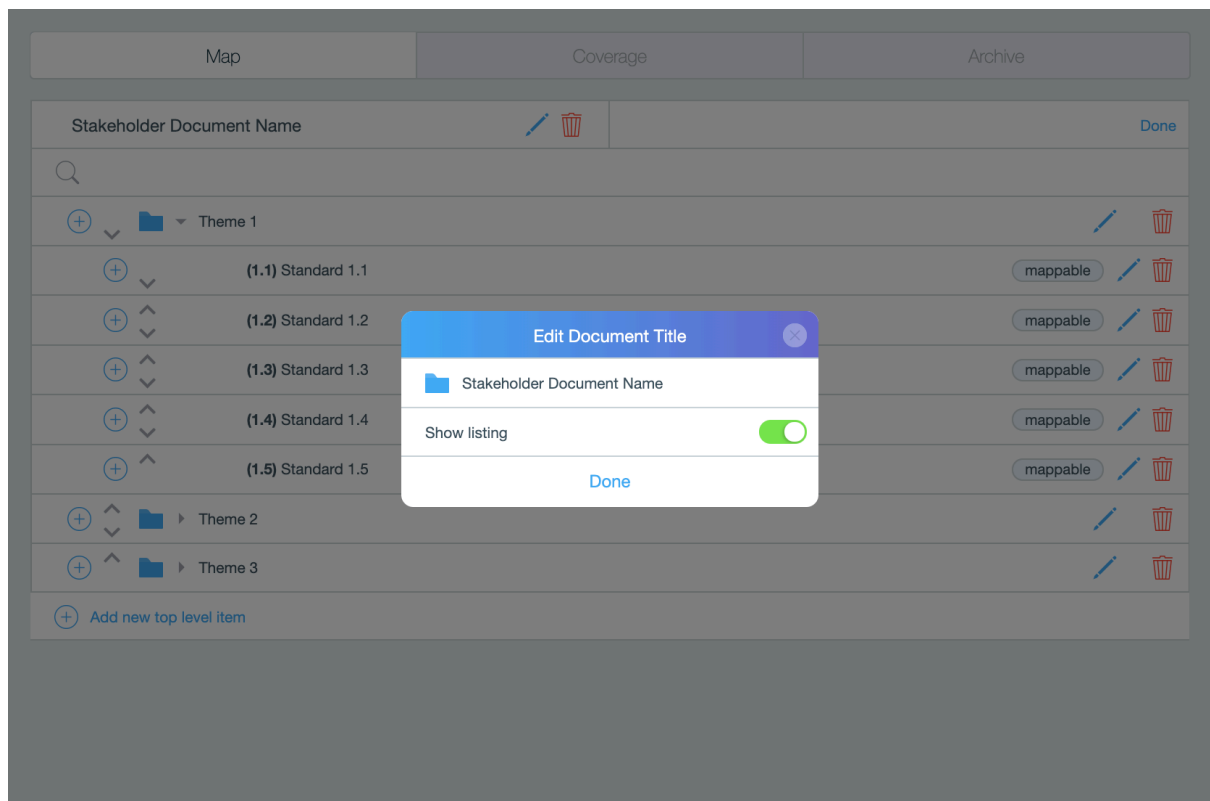 Map
Coverage
Archive
Stakeholder Document Name
Done
Theme 1
(1.1) Standard 1.1
mappable
(1.2) Standard 1.2
mappable
(1.3) Standard 1.3
mappable
(1.4) Standard 1.4
mappable
(1.5) Standard 1.5
mappable
Theme 2
Theme 3
Add new top level item
Edit Document Title
Stakeholder Document Name
Show listing
Done